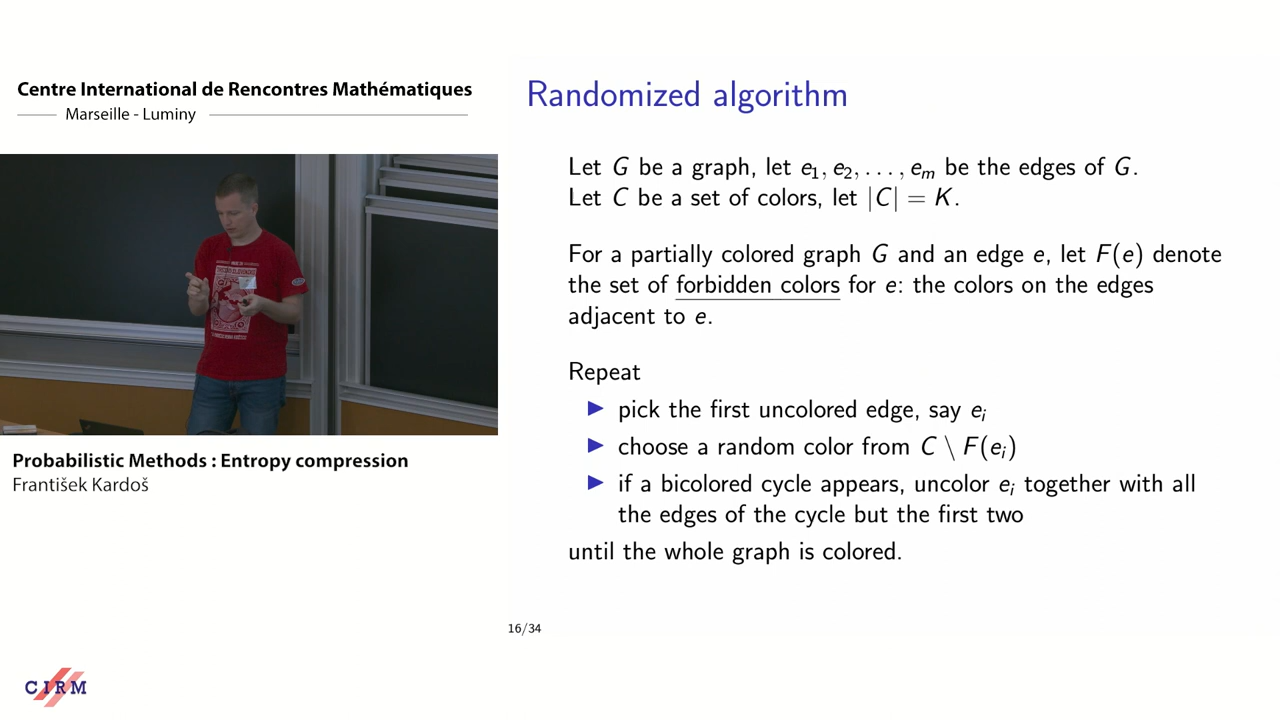 Centre International de Rencontres Mathématiques
Marseille - Luminy
Probabilistic Methods : Entropy compression
František Kardoš
CIRM
Randomized algorithm
Let G be a graph, let e₁, e₂, . . . , eₘ be the edges of G.
Let C be a set of colors, let |C| = K.
For a partially colored graph G and an edge e, let F(e) denote
the set of forbidden colors for e: the colors on the edges
adjacent to e.
Repeat
▶ pick the first uncolored edge, say eᵢ
▶ choose a random color from C \ F(eᵢ)
▶ if a bicolored cycle appears, uncolor eᵢ together with all
the edges of the cycle but the first two
until the whole graph is colored.
16/34